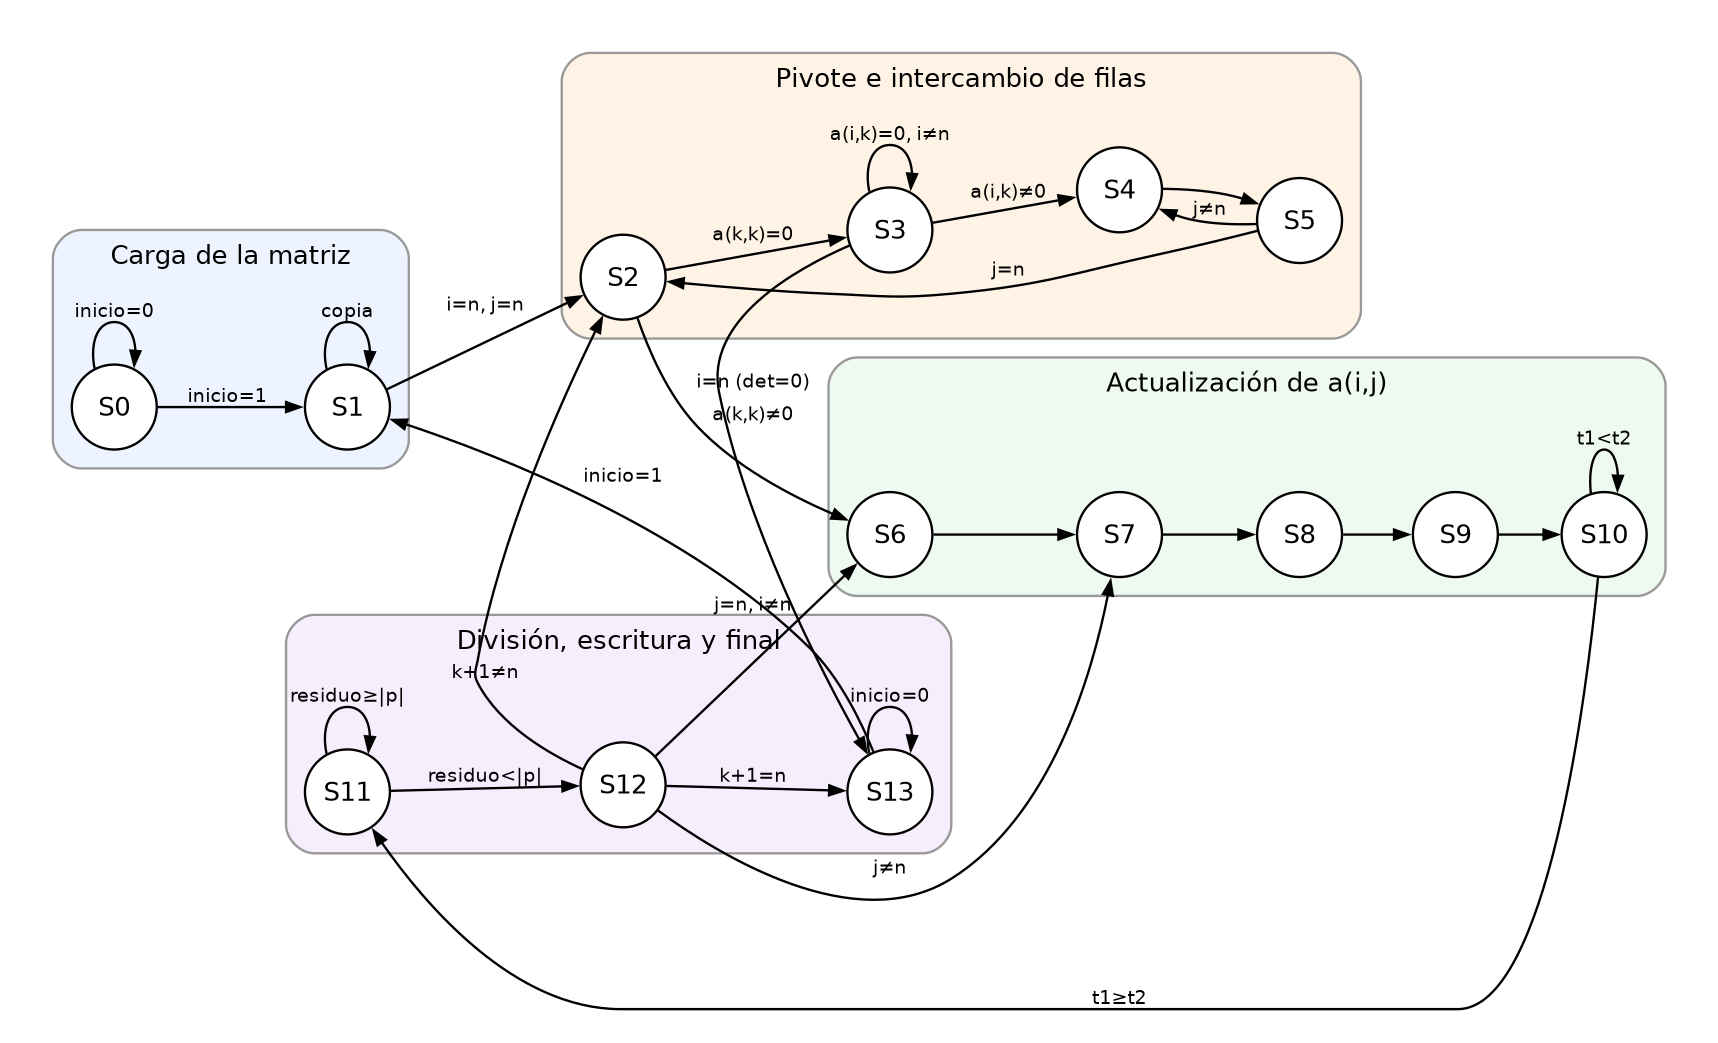 Pivote e intercambio de filas
a(i,k)=0, i≠n
a(i,k)≠0
S4
j≠n
S5
a(k,k)=0
S3
S2
j=n
Carga de la matriz
inicio=0
copia
i=n, j=n
S0
inicio=1
S1
i=n (det=0)
a(k,k)≠0
inicio=1
Actualización de a(i,j)
t1<t2
S6
S7
S8
S9
S10
j=n, i≠n
División, escritura y final
k+1≠n
residuo≥|p|
inicio=0
S11
residuo<|p|
S12
k+1=n
S13
j≠n
t1≥t2